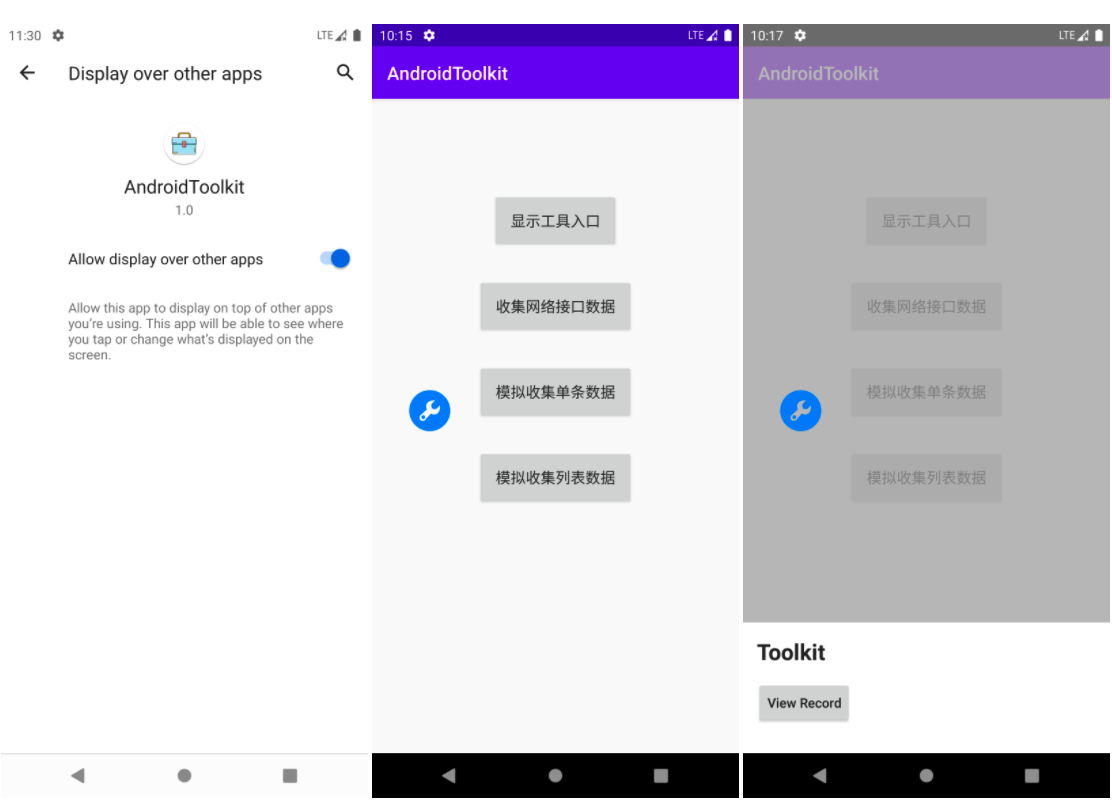 11:30
LTE
Display over other apps
AndroidToolkit
1.0
Allow display over other apps
Allow this app to display on top of other apps
you're using. This app will be able to see where
you tap or change what's displayed on the
screen.
10:15
LTE
AndroidToolkit
显示工具入口
收集网络接口数据
模拟收集单条数据
模拟收集列表数据
10:17
LTE
AndroidToolkit
显示工具入口
收集网络接口数据
模拟收集单条数据
模拟收集列表数据
Toolkit
View Record